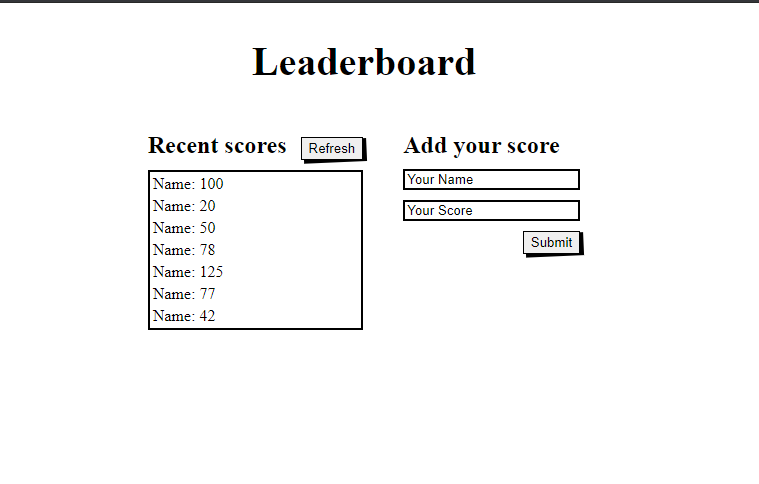 Leaderboard
Recent scores
Refresh
Name: 100
Name: 20
Name: 50
Name: 78
Name: 125
Name: 77
Name: 42
Add your score
Your Name
Your Score
Submit